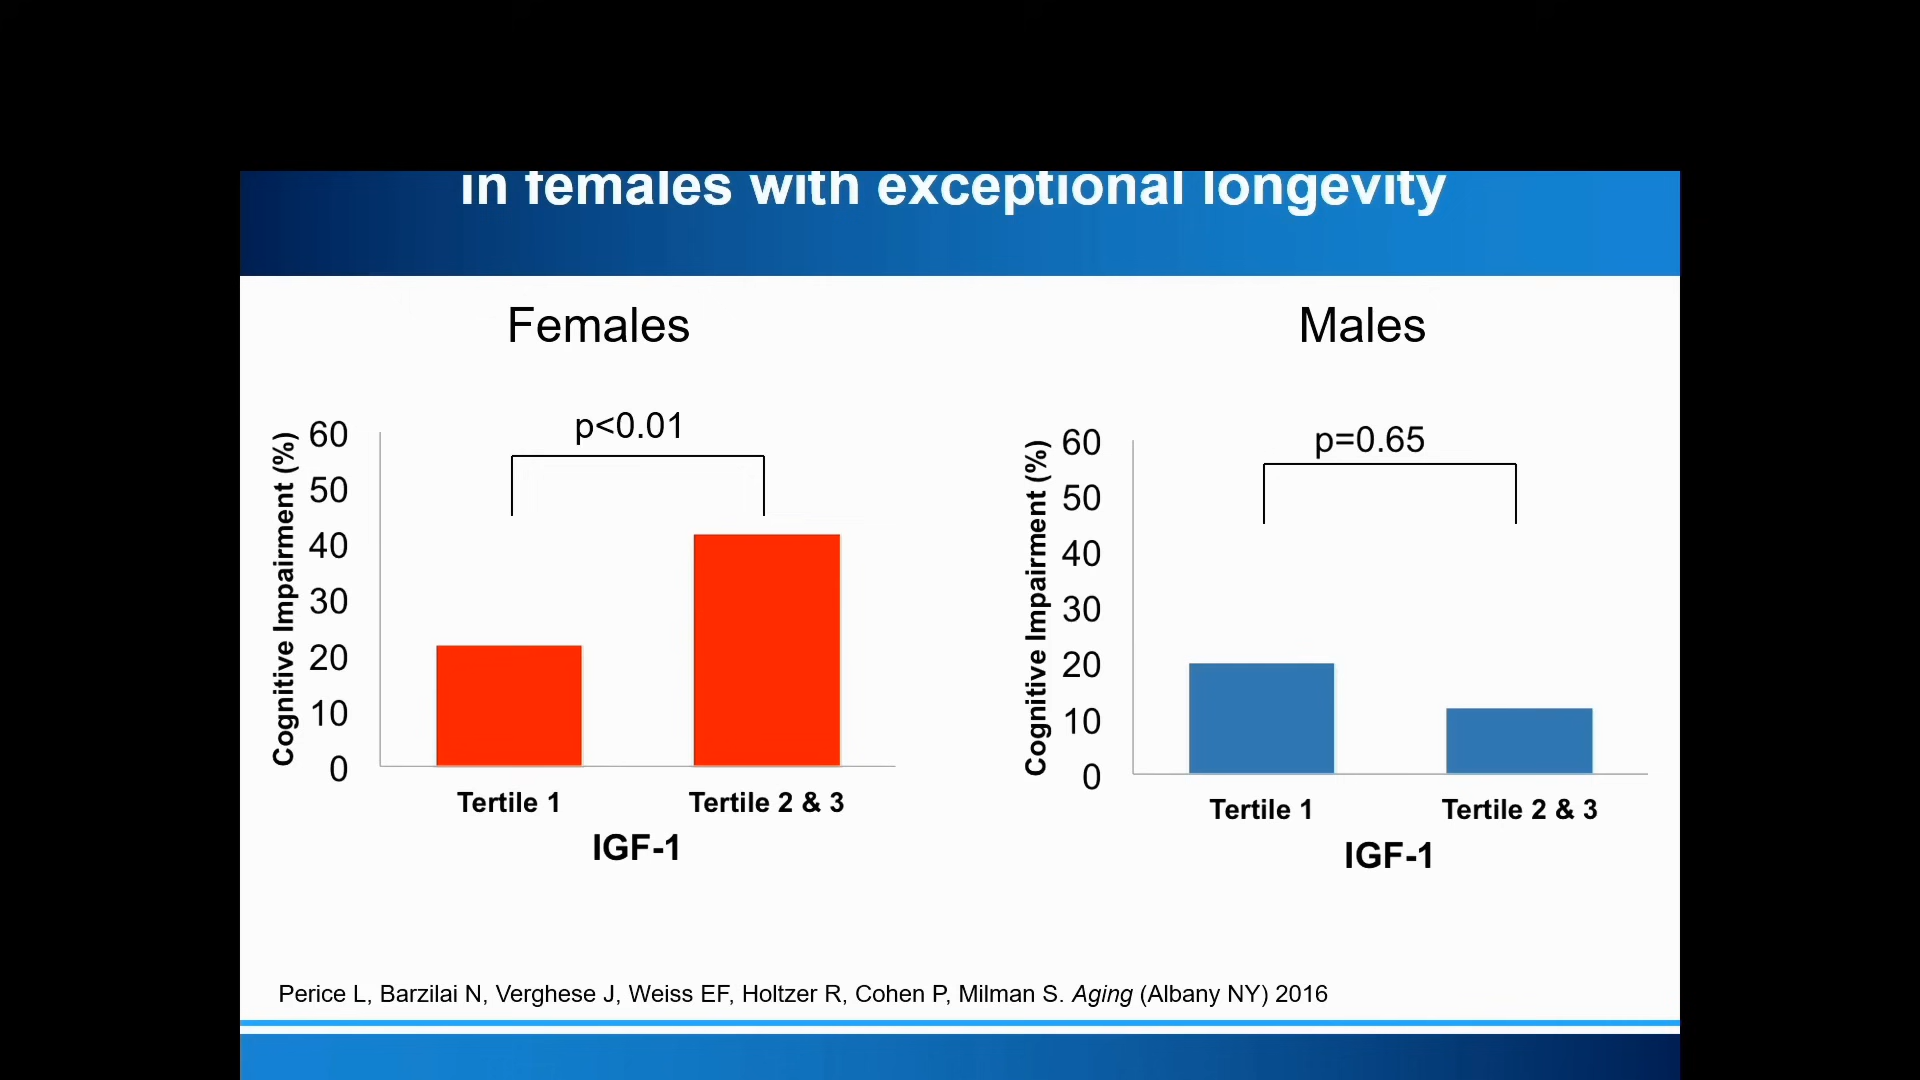 in females with exceptional longevity
Females
p<0.01
Cognitive Impairment (%)
60
50
40
30
20
10
0
Tertile 1
Tertile 2 & 3
IGF-1
Males
p=0.65
Cognitive Impairment (%)
60
50
40
30
20
10
0
Tertile 1
Tertile 2 & 3
IGF-1
Perice L, Barzilai N, Verghese J, Weiss EF, Holtzer R, Cohen P, Milman S. Aging (Albany NY) 2016